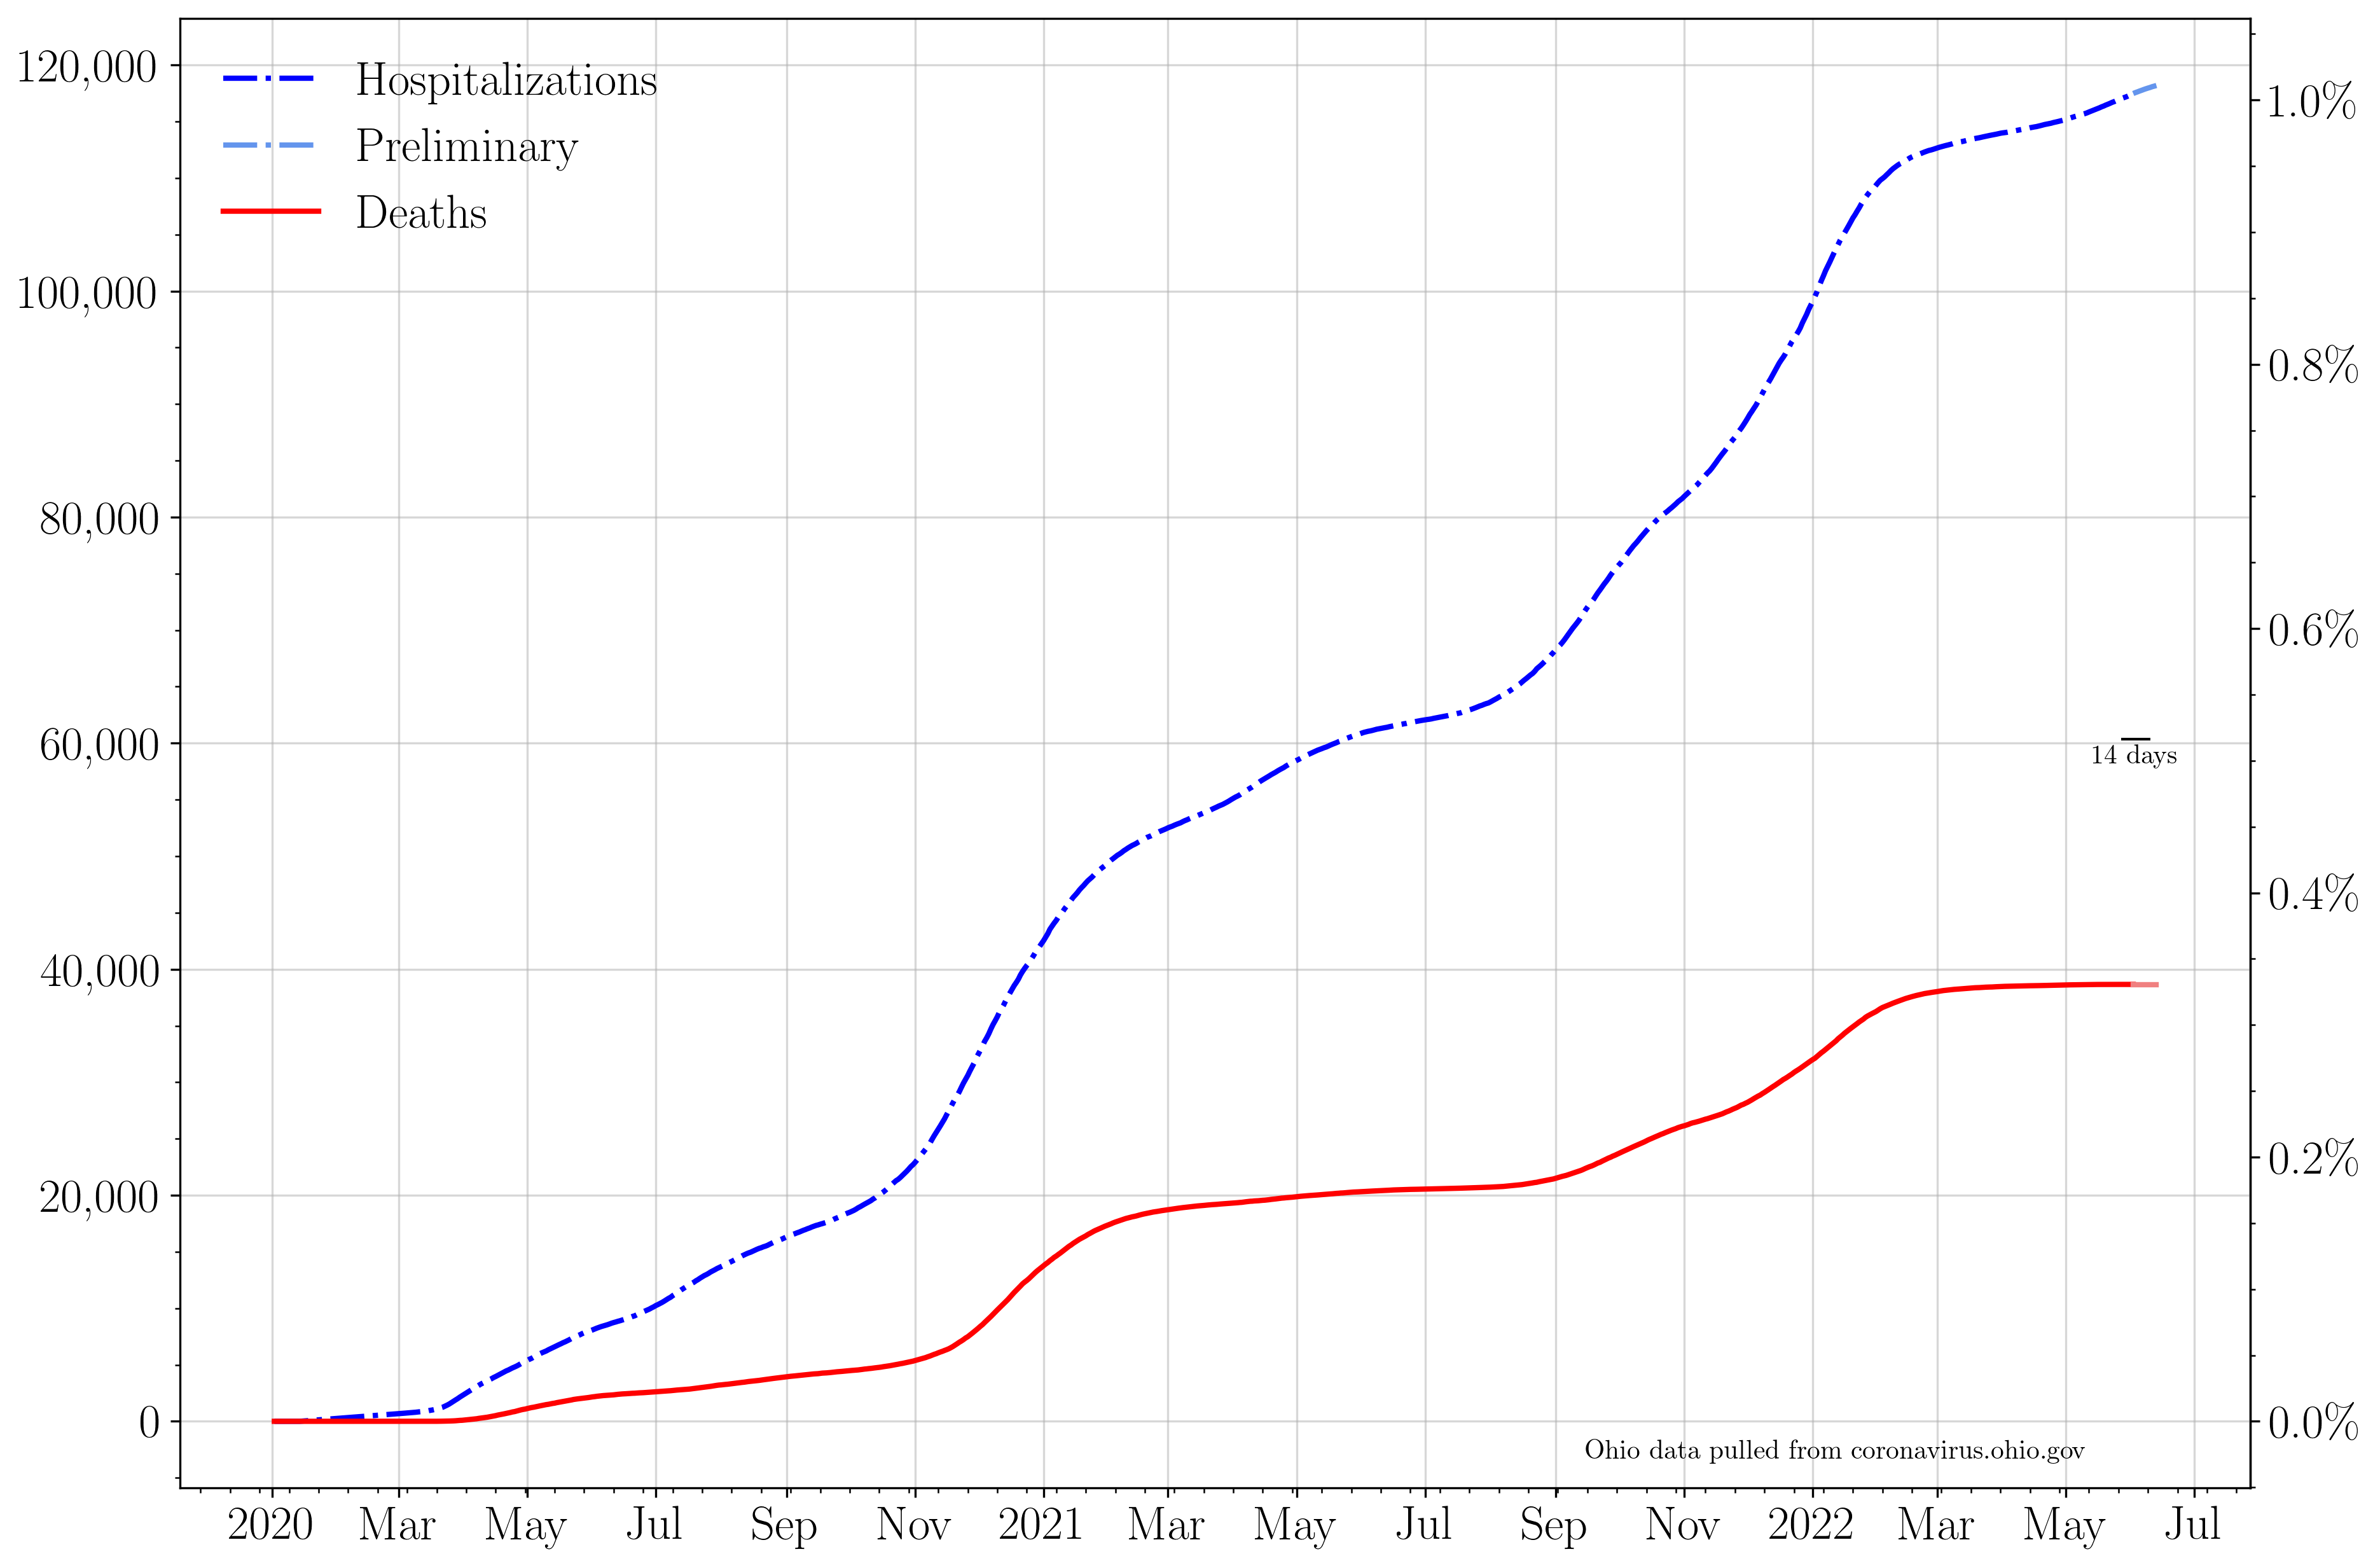 120,000
100,000
80,000
60,000
40,000
20,000
0
Hospitalizations
Preliminary
Deaths
1.0%
0.8%
0.6%
0.4%
0.2%
0.0%
14 days
Ohio data pulled from coronavirus.ohio.gov
2020 Mar May Jul Sep Nov 2021 Mar May Jul Sep Nov 2022 Mar May Jul